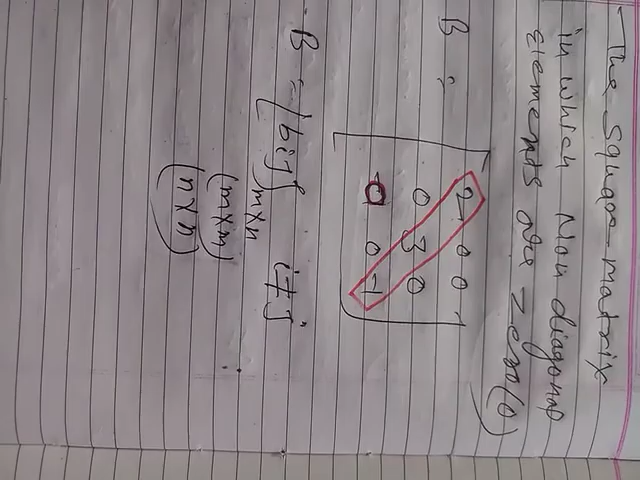 The square matrix
in which Non diagonal
elements are zero(0)
B =
2 0 0
0 3 0
0 0 -1
B = [bij] m×n i≠j
(m×m)
(n×n)